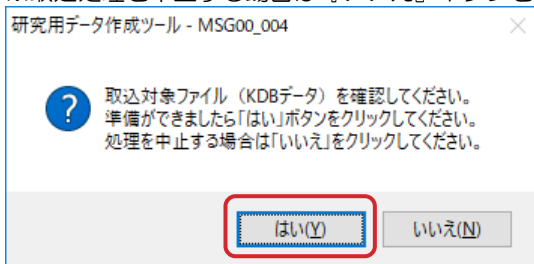 研究用データ作成ツール - MSG00_004
取込対象ファイル（KDBデータ）を確認してください。
準備ができましたら「はい」ボタンをクリックしてください。
処理を中止する場合は「いいえ」をクリックしてください。
はい(Y)
いいえ(N)